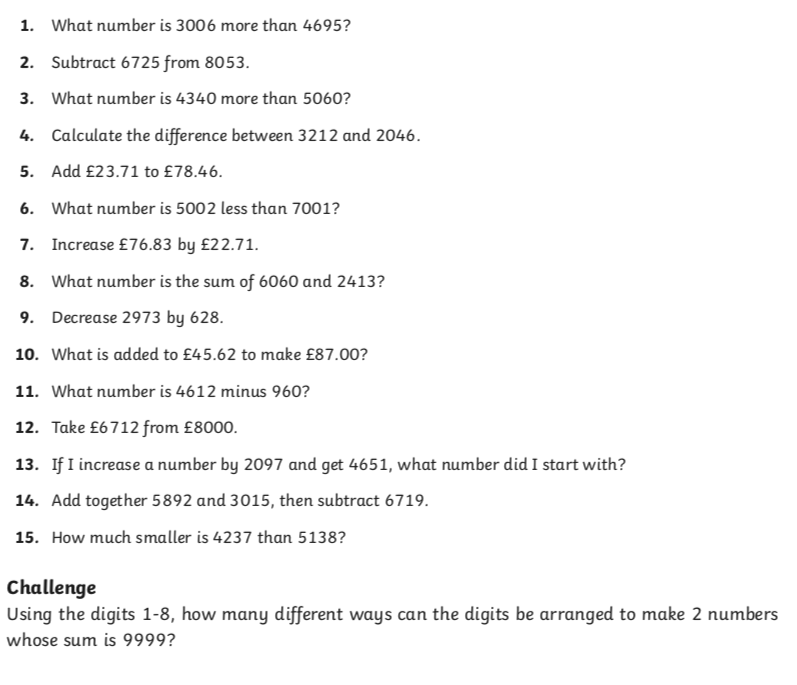 1. What number is 3006 more than 4695?
2. Subtract 6725 from 8053.
3. What number is 4340 more than 5060?
4. Calculate the difference between 3212 and 2046.
5. Add £23.71 to £78.46.
6. What number is 5002 less than 7001?
7. Increase £76.83 by £22.71.
8. What number is the sum of 6060 and 2413?
9. Decrease 2973 by 628.
10. What is added to £45.62 to make £87.00?
11. What number is 4612 minus 960?
12. Take £6712 from £8000.
13. If I increase a number by 2097 and get 4651, what number did I start with?
14. Add together 5892 and 3015, then subtract 6719.
15. How much smaller is 4237 than 5138?
Challenge
Using the digits 1-8, how many different ways can the digits be arranged to make 2 numbers
whose sum is 9999?